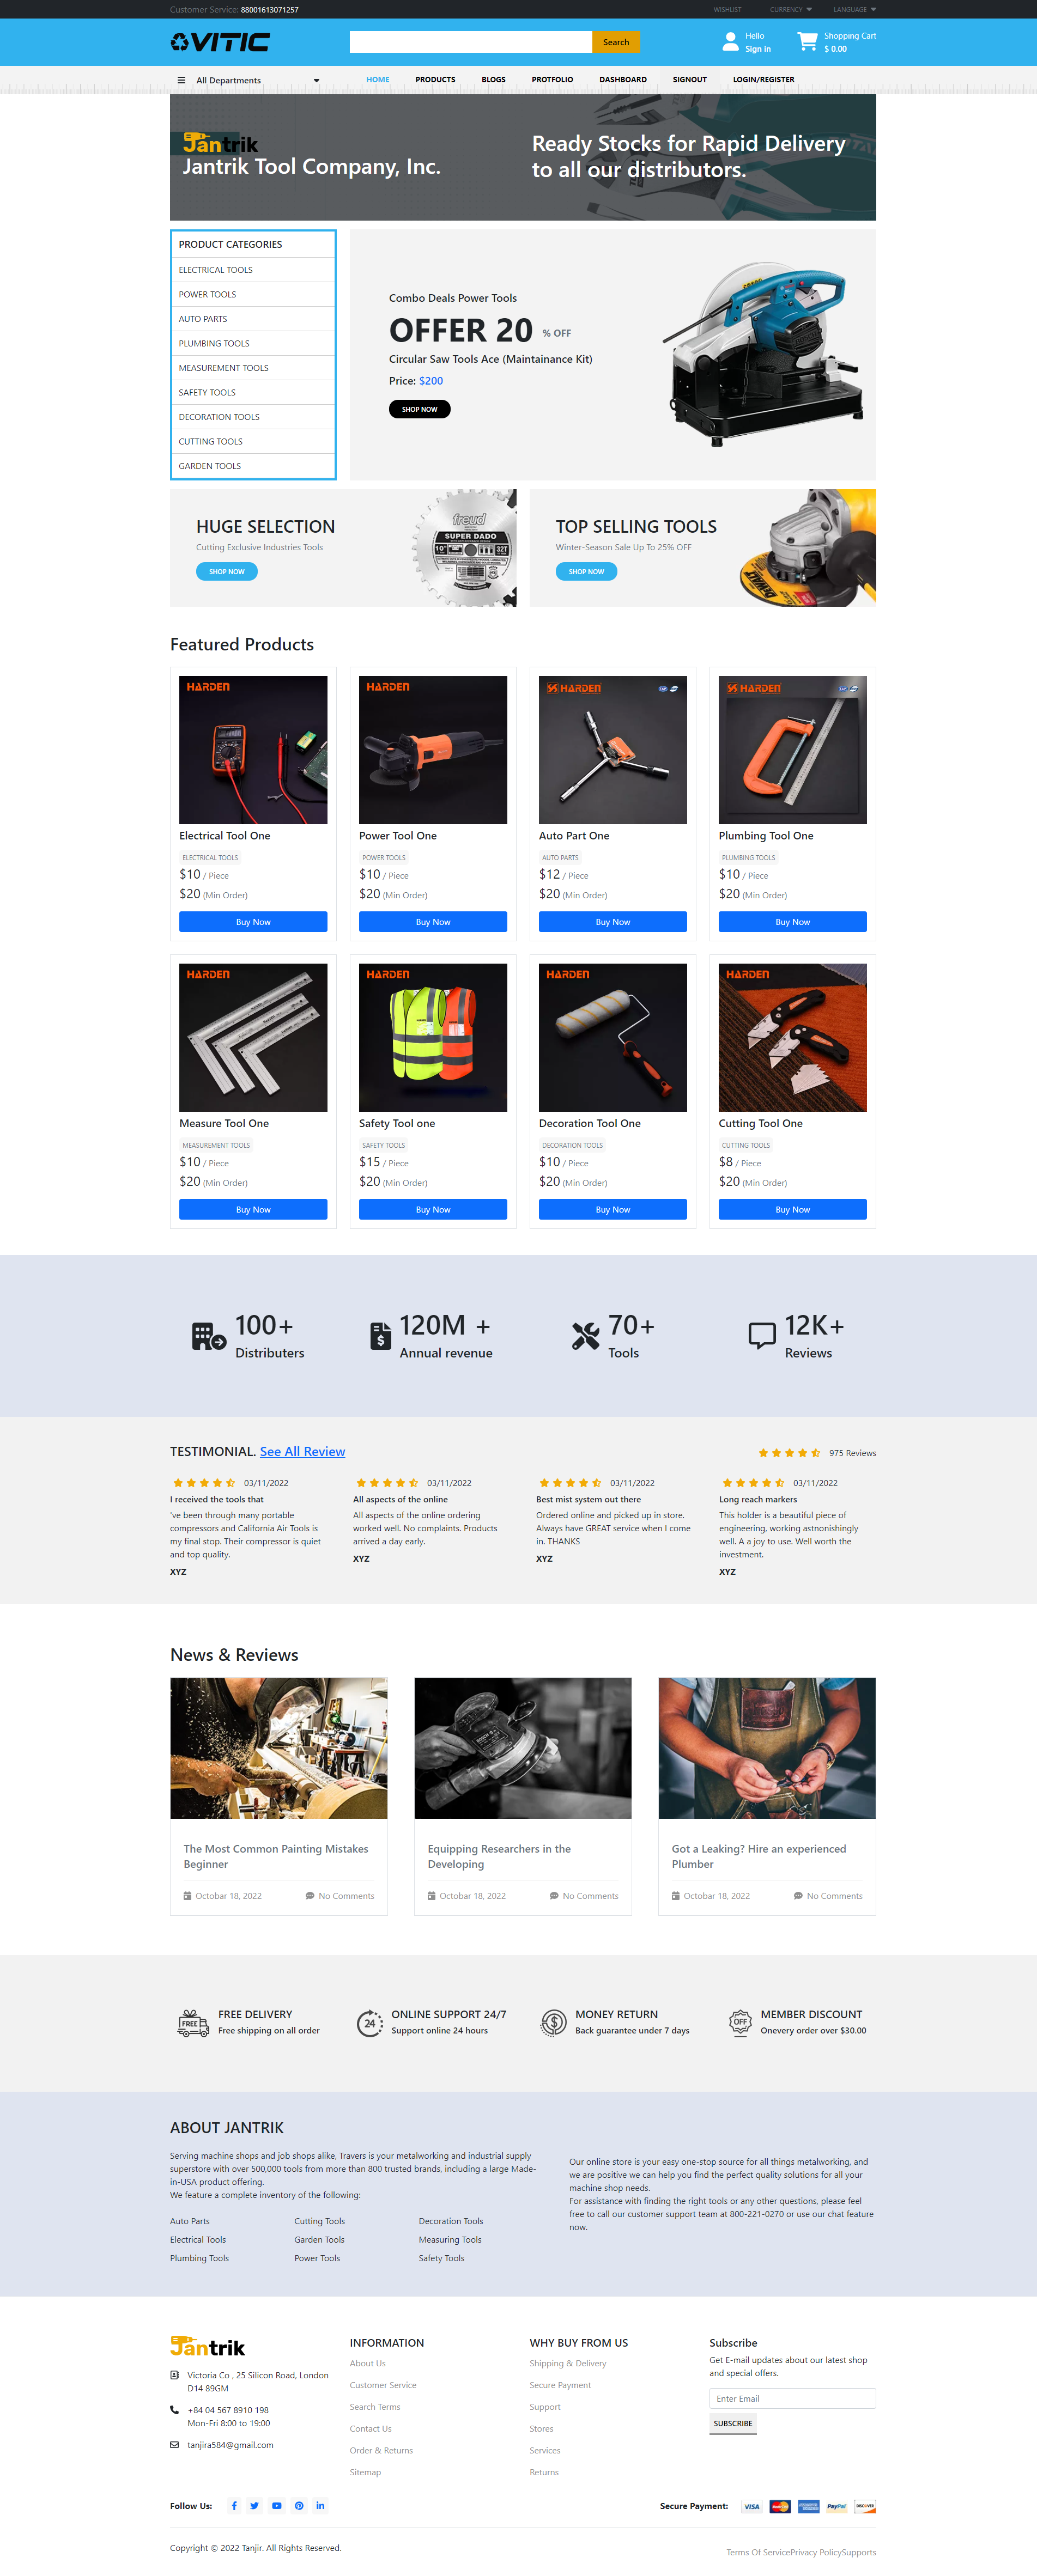 Customer Service: 88001613071257
WISHLIST CURRENCY LANGUAGE
VITIC
Search
Hello
Sign in
Shopping Cart
$ 0.00
All Departments
HOME PRODUCTS BLOGS PROTFOLIO DASHBOARD SIGNOUT LOGIN/REGISTER
Jantrik
Jantrik Tool Company, Inc.
Ready Stocks for Rapid Delivery
to all our distributors.
PRODUCT CATEGORIES
ELECTRICAL TOOLS
POWER TOOLS
AUTO PARTS
PLUMBING TOOLS
MEASUREMENT TOOLS
SAFETY TOOLS
DECORATION TOOLS
CUTTING TOOLS
GARDEN TOOLS
Combo Deals Power Tools
OFFER 20 % OFF
Circular Saw Tools Ace (Maintainance Kit)
Price: $200
SHOP NOW
HUGE SELECTION
Cutting Exclusive Industries Tools
SHOP NOW
freud
SUPER DADO
10" 32T
TOP SELLING TOOLS
Winter-Season Sale Up To 25% OFF
SHOP NOW
DEWALT
Featured Products
HARDEN
Electrical Tool One
ELECTRICAL TOOLS
$10 / Piece
$20 (Min Order)
Buy Now
HARDEN
Power Tool One
POWER TOOLS
$10 / Piece
$20 (Min Order)
Buy Now
HARDEN
Auto Part One
AUTO PARTS
$12 / Piece
$20 (Min Order)
Buy Now
HARDEN
Plumbing Tool One
PLUMBING TOOLS
$10 / Piece
$20 (Min Order)
Buy Now
HARDEN
Measure Tool One
MEASUREMENT TOOLS
$10 / Piece
$20 (Min Order)
Buy Now
HARDEN
Safety Tool one
SAFETY TOOLS
$15 / Piece
$20 (Min Order)
Buy Now
HARDEN
Decoration Tool One
DECORATION TOOLS
$10 / Piece
$20 (Min Order)
Buy Now
HARDEN
Cutting Tool One
CUTTING TOOLS
$8 / Piece
$20 (Min Order)
Buy Now
100+
Distributers
120M +
Annual revenue
70+
Tools
12K+
Reviews
TESTIMONIAL. See All Review
975 Reviews
03/11/2022
I received the tools that
've been through many portable
compressors and California Air Tools is
my final stop. Their compressor is quiet
and top quality.
XYZ
03/11/2022
All aspects of the online
All aspects of the online ordering
worked well. No complaints. Products
arrived a day early.
XYZ
03/11/2022
Best mist system out there
Ordered online and picked up in store.
Always have GREAT service when I come
in. THANKS
XYZ
03/11/2022
Long reach markers
This holder is a beautiful piece of
engineering, working astnonishingly
well. A a joy to use. Well worth the
investment.
XYZ
News & Reviews
The Most Common Painting Mistakes
Beginner
Octobar 18, 2022 No Comments
Equipping Researchers in the
Developing
Octobar 18, 2022 No Comments
Got a Leaking? Hire an experienced
Plumber
Octobar 18, 2022 No Comments
FREE
FREE DELIVERY
Free shipping on all order
24
ONLINE SUPPORT 24/7
Support online 24 hours
$
MONEY RETURN
Back guarantee under 7 days
OFF
MEMBER DISCOUNT
Onevery order over $30.00
ABOUT JANTRIK
Serving machine shops and job shops alike, Travers is your metalworking and industrial supply
superstore with over 500,000 tools from more than 800 trusted brands, including a large Made-
in-USA product offering.
We feature a complete inventory of the following:
Auto Parts Cutting Tools Decoration Tools
Electrical Tools Garden Tools Measuring Tools
Plumbing Tools Power Tools Safety Tools
Our online store is your easy one-stop source for all things metalworking, and
we are positive we can help you find the perfect quality solutions for all your
machine shop needs.
For assistance with finding the right tools or any other questions, please feel
free to call our customer support team at 800-221-0270 or use our chat feature
now.
Jantrik
Victoria Co , 25 Silicon Road, London
D14 89GM
+84 04 567 8910 198
Mon-Fri 8:00 to 19:00
tanjira584@gmail.com
INFORMATION
About Us
Customer Service
Search Terms
Contact Us
Order & Returns
Sitemap
WHY BUY FROM US
Shipping & Delivery
Secure Payment
Support
Stores
Services
Returns
Subscribe
Get E-mail updates about our latest shop
and special offers.
Enter Email
SUBSCRIBE
Follow Us:
Secure Payment: VISA PayPal DISCOVER
Copyright © 2022 Tanjir. All Rights Reserved.
Terms Of ServicePrivacy PolicySupports